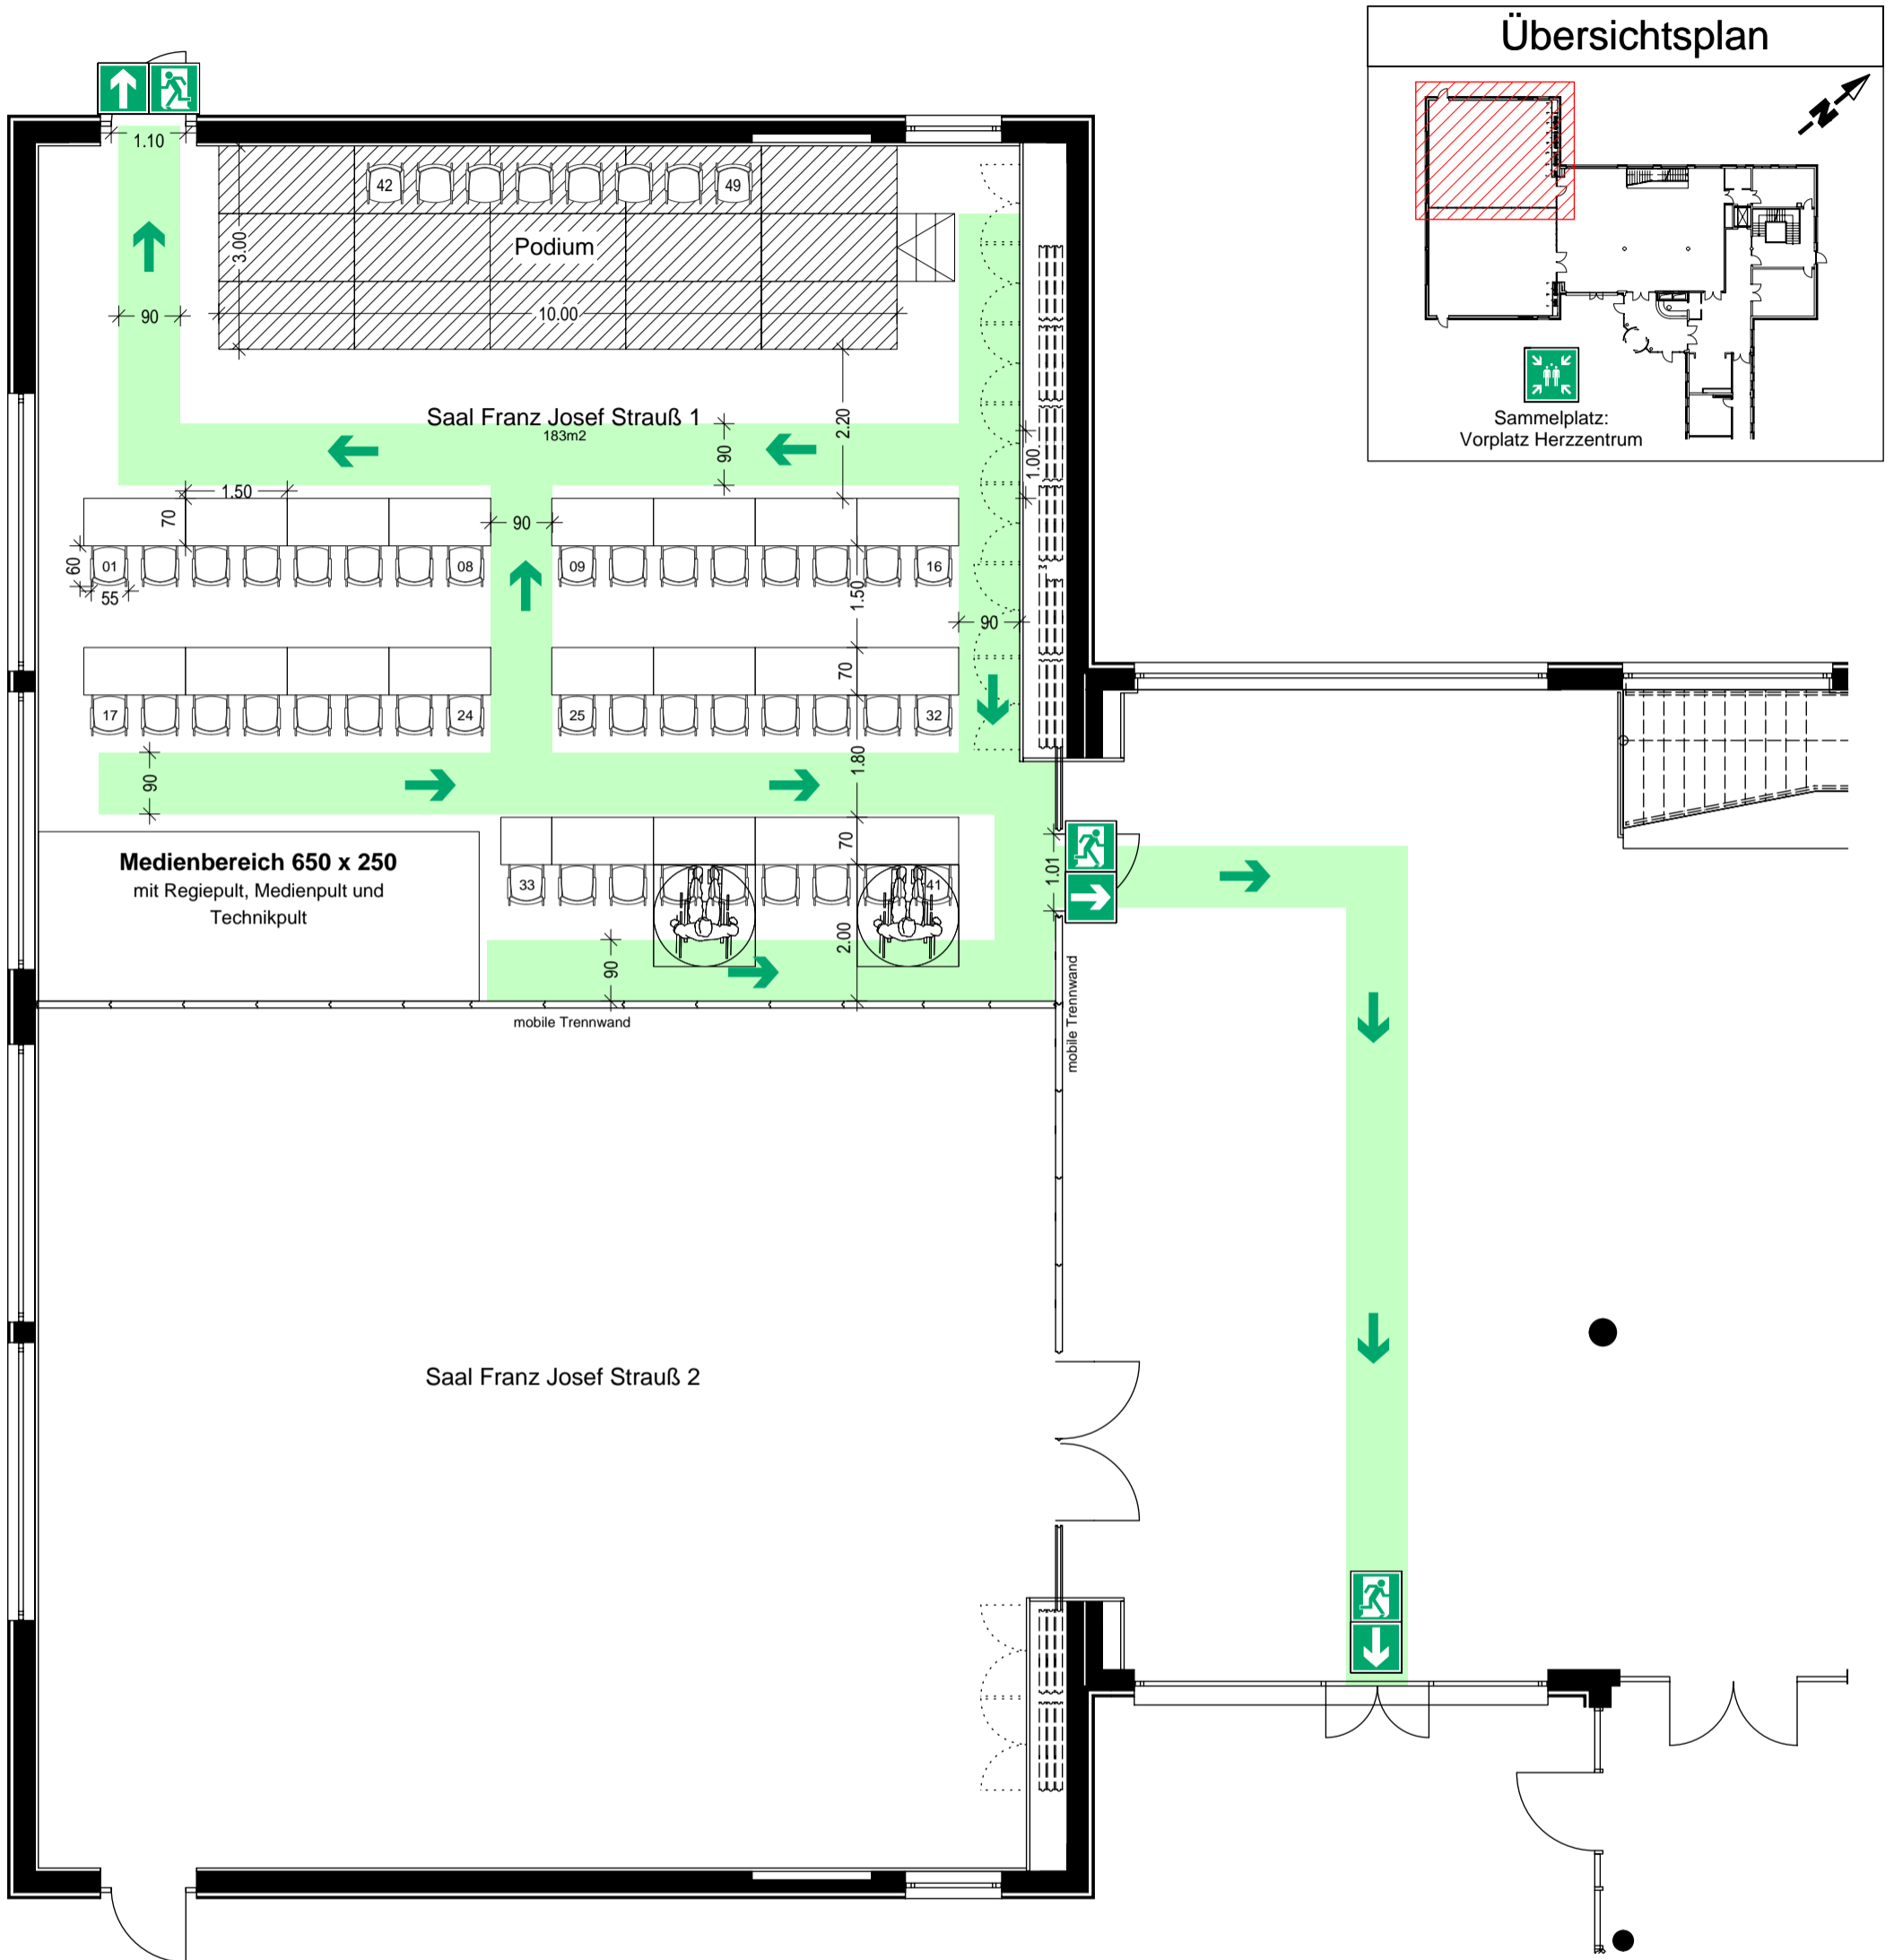 Übersichtsplan
N
Sammelplatz:
Vorplatz Herzzentrum
1.10
42
49
Podium
3.00
10.00
90
Saal Franz Josef Strauß 1
183m2
2.20
90
1.00
1.50
70
90
60
01
08
09
16
55
1.50
90
70
17
24
25
32
90
1.80
Medienbereich 650 x 250
mit Regiepult, Medienpult und
Technikpult
70
1.01
33
41
90
2.00
mobile Trennwand
mobile Trennwand
Saal Franz Josef Strauß 2